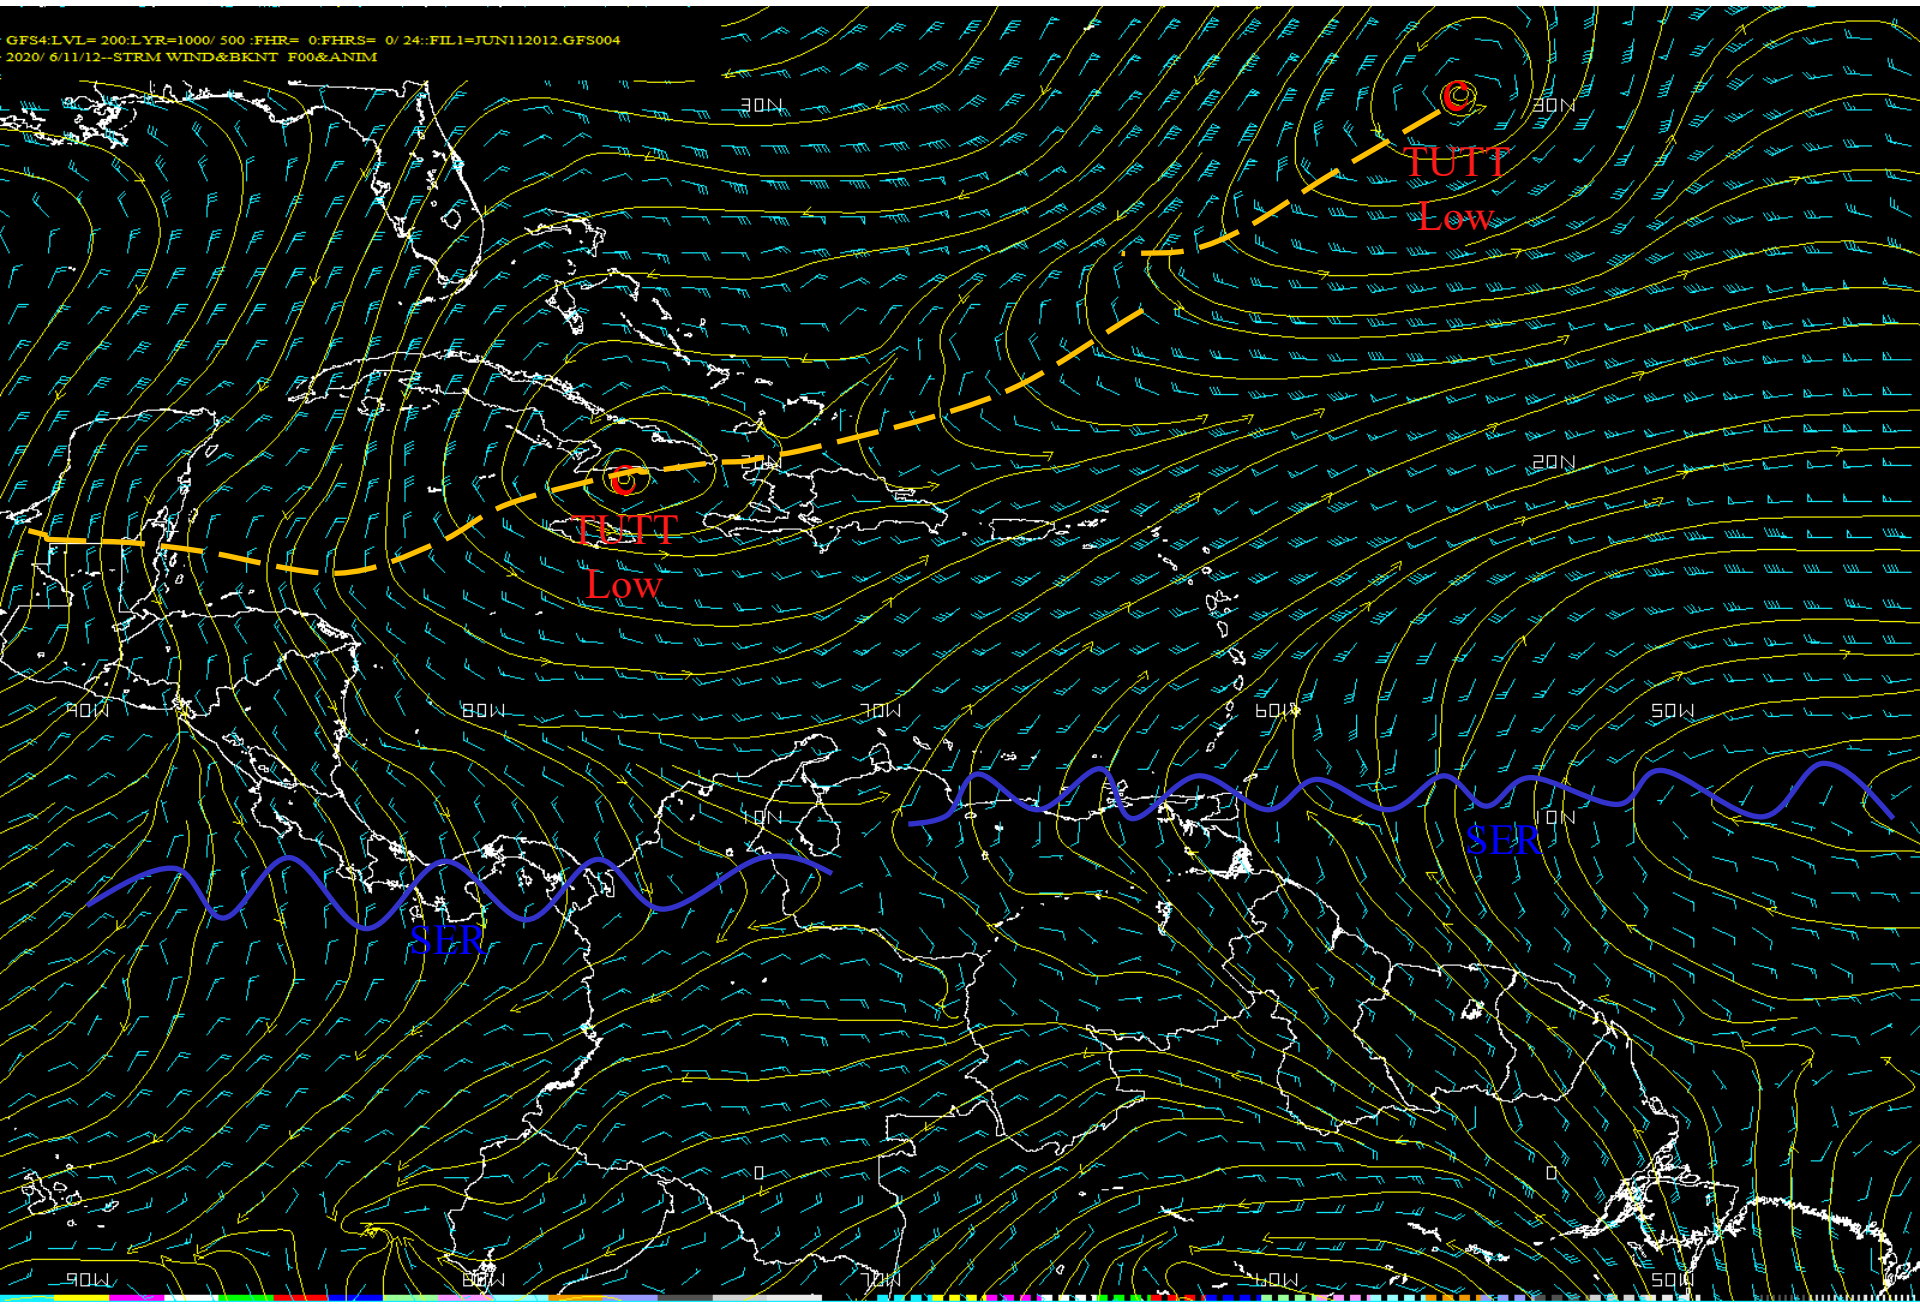 GFS4:LVL= 200:LYR=1000/ 500 :FHR= 0:FHRS= 0/ 24::FIL1=JUN112012.GFS004
2020/ 6/11/12--STRM WIND&BKNT F00&ANIM
30N
C
30N
TUTT
Low
20N
20N
C
TUTT
Low
90W
80W
70W
60W
50W
10N
10N
SER
SER
0
0
90W
80W
70W
60W
50W